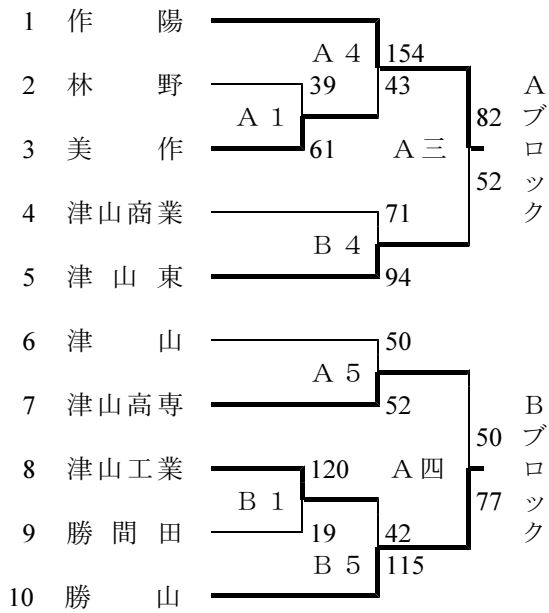 1 作陽
A 4 154
2 林野 39 43 A
A 1 82 ブ
3 美作 61 A三 ロ
52 ッ
4 津山商業 71 ク
B 4
5 津山東 94
6 津山 50
A 5
7 津山高専 52 B
50 ブ
8 津山工業 120 A四 ロ
B 1 77 ッ
9 勝間田 19 42 ク
B 5 115
10 勝山